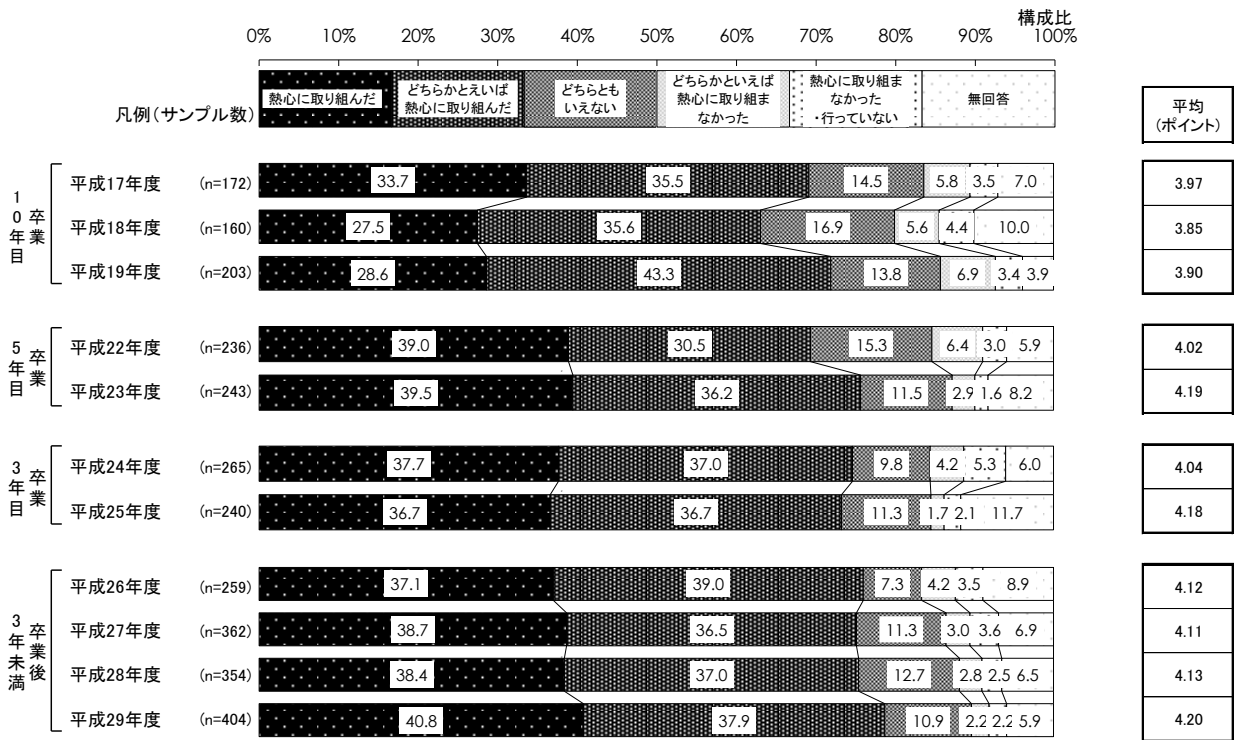 構成比
0% 10% 20% 30% 40% 50% 60% 70% 80% 90% 100%
凡例(サンプル数)
熱心に取り組んだ
どちらかとえいば
熱心に取り組んだ
どちらとも
いえない
どちらかといえば
熱心に取り組ま
なかった
熱心に取り組ま
なかった
・行っていない
無回答
平均
(ポイント)
卒業
10年目
平成17年度 (n=172) 33.7 35.5 14.5 5.8 3.5 7.0 3.97
平成18年度 (n=160) 27.5 35.6 16.9 5.6 4.4 10.0 3.85
平成19年度 (n=203) 28.6 43.3 13.8 6.9 3.4 3.9 3.90
卒業
5年目
平成22年度 (n=236) 39.0 30.5 15.3 6.4 3.0 5.9 4.02
平成23年度 (n=243) 39.5 36.2 11.5 2.9 1.6 8.2 4.19
卒業
3年目
平成24年度 (n=265) 37.7 37.0 9.8 4.2 5.3 6.0 4.04
平成25年度 (n=240) 36.7 36.7 11.3 1.7 2.1 11.7 4.18
卒業後
3年未満
平成26年度 (n=259) 37.1 39.0 7.3 4.2 3.5 8.9 4.12
平成27年度 (n=362) 38.7 36.5 11.3 3.0 3.6 6.9 4.11
平成28年度 (n=354) 38.4 37.0 12.7 2.8 2.5 6.5 4.13
平成29年度 (n=404) 40.8 37.9 10.9 2.2 2.2 5.9 4.20